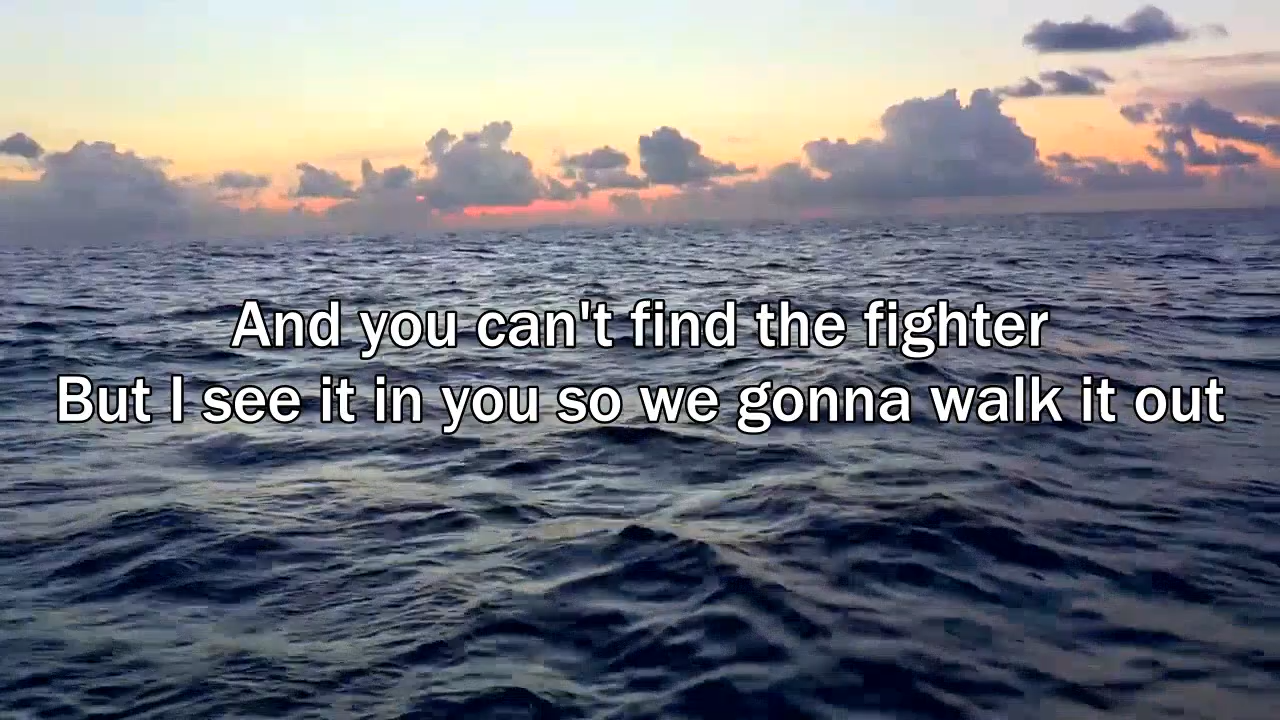 And you can't find the fighter
But I see it in you so we gonna walk it out